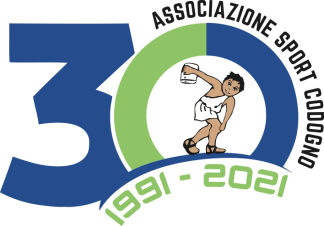 30
ASSOCIAZIONE SPORT CODOGNO
1991 - 2021